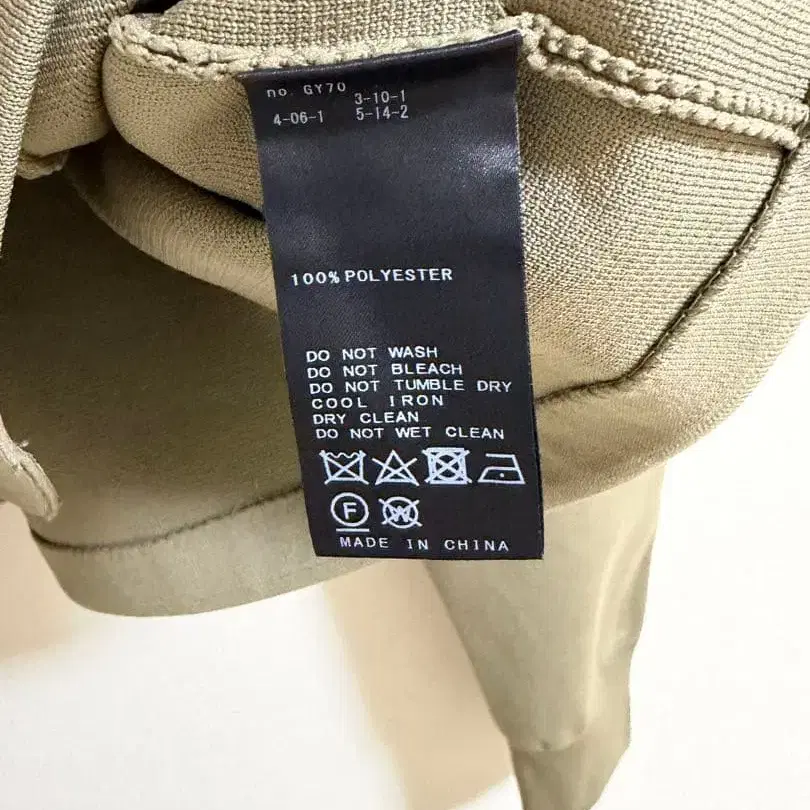 no. GY70
3-10-1
4-06-1 5-14-2
100% POLYESTER
DO NOT WASH
DO NOT BLEACH
DO NOT TUMBLE DRY
COOL IRON
DRY CLEAN
DO NOT WET CLEAN
F W
MADE IN CHINA